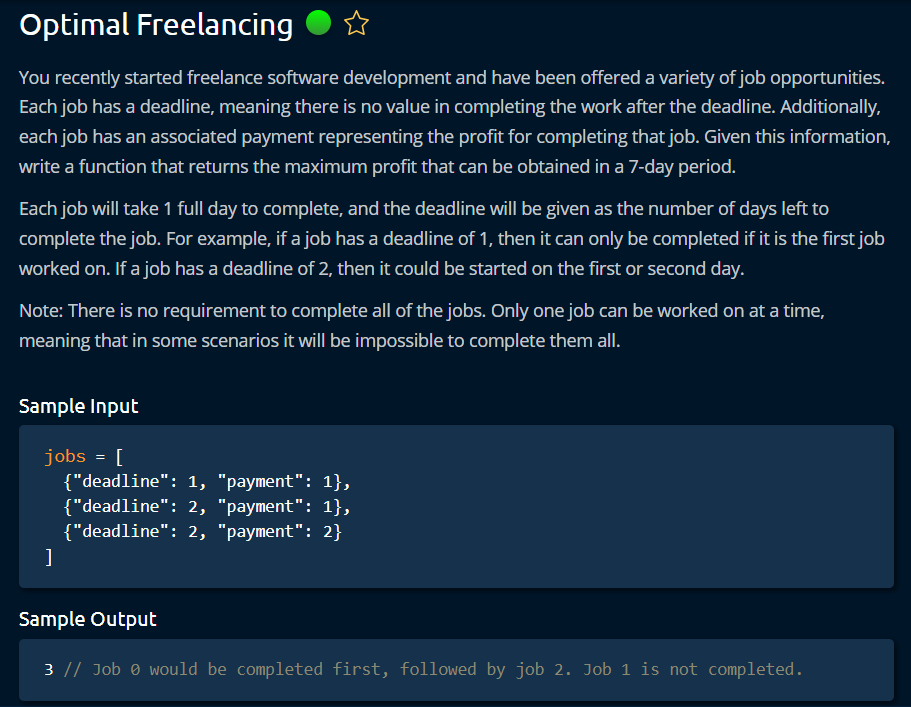 Optimal Freelancing
You recently started freelance software development and have been offered a variety of job opportunities.
Each job has a deadline, meaning there is no value in completing the work after the deadline. Additionally,
each job has an associated payment representing the profit for completing that job. Given this information,
write a function that returns the maximum profit that can be obtained in a 7-day period.
Each job will take 1 full day to complete, and the deadline will be given as the number of days left to
complete the job. For example, if a job has a deadline of 1, then it can only be completed if it is the first job
worked on. If a job has a deadline of 2, then it could be started on the first or second day.
Note: There is no requirement to complete all of the jobs. Only one job can be worked on at a time,
meaning that in some scenarios it will be impossible to complete them all.
Sample Input
jobs = [
  {"deadline": 1, "payment": 1},
  {"deadline": 2, "payment": 1},
  {"deadline": 2, "payment": 2}
]
Sample Output
3 // Job 0 would be completed first, followed by job 2. Job 1 is not completed.